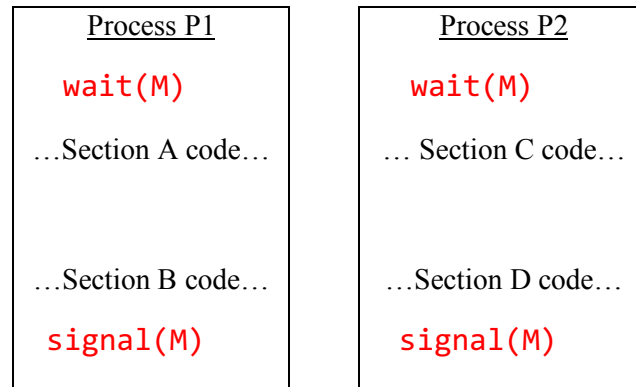 Process P1
wait(M)
…Section A code…
…Section B code…
signal(M)
Process P2
wait(M)
… Section C code…
…Section D code…
signal(M)